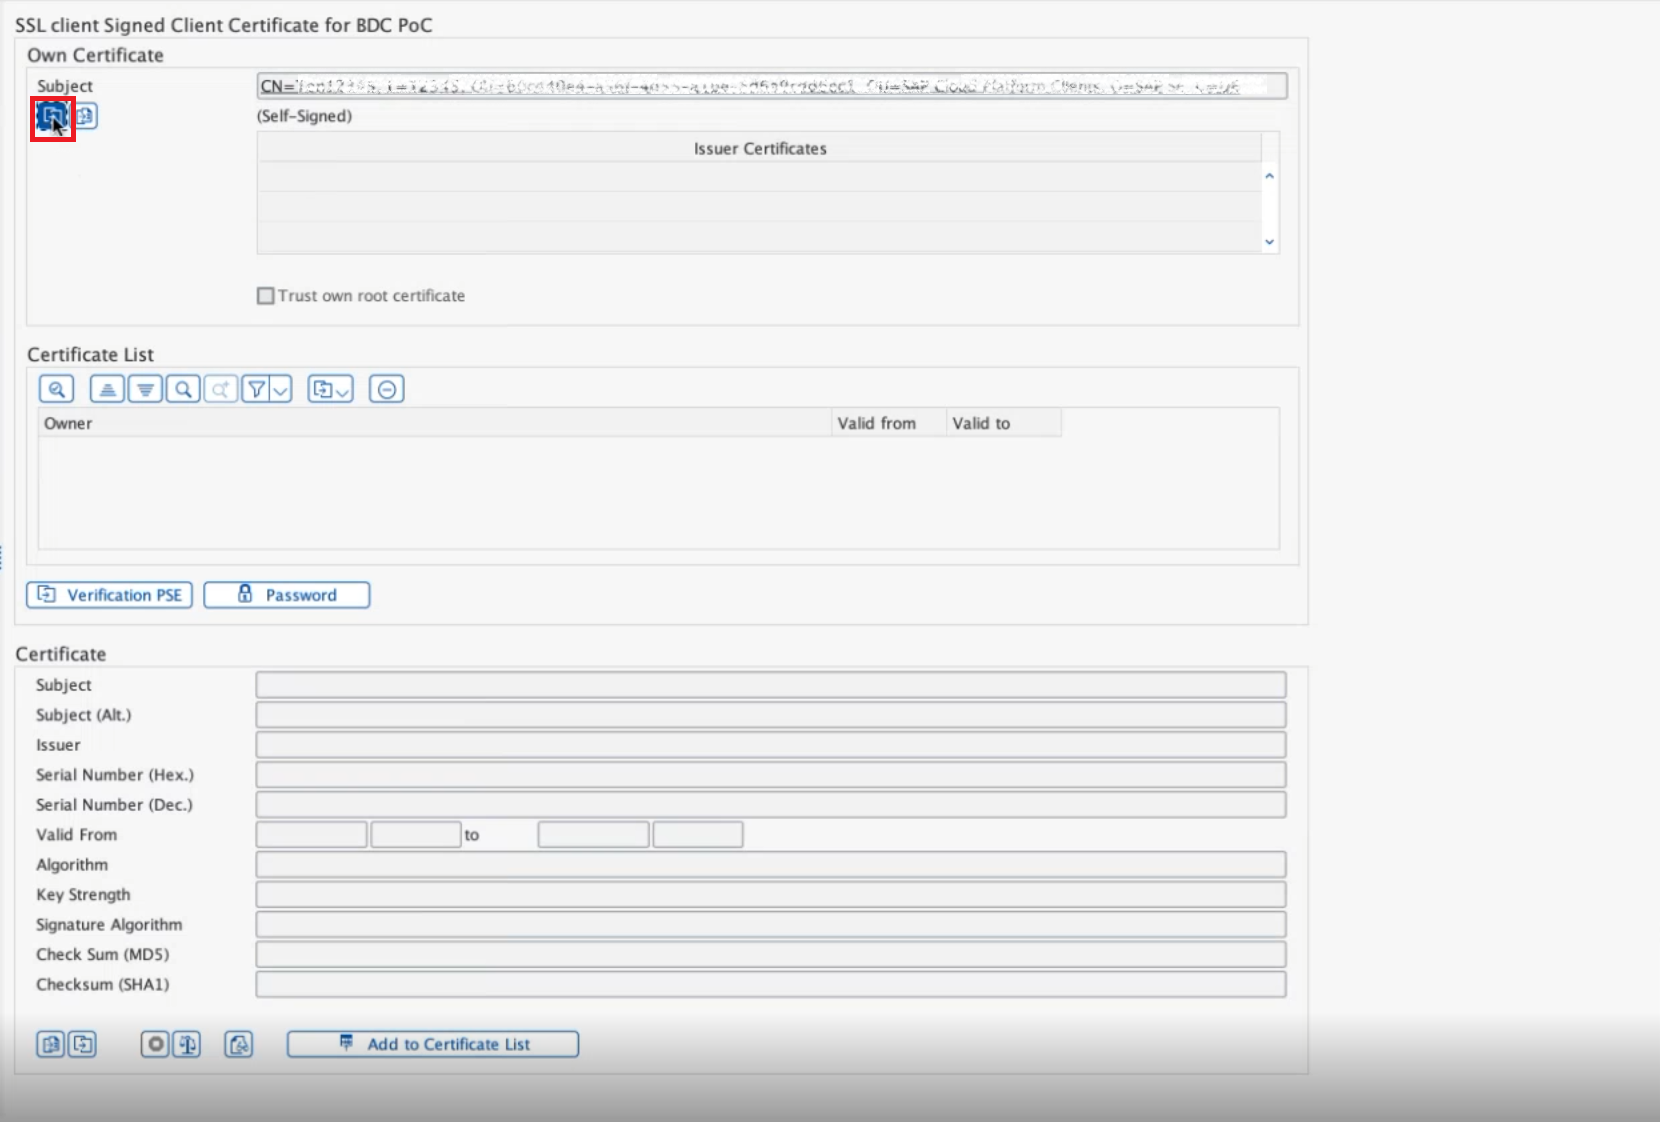 SSL client Signed Client Certificate for BDC PoC
Own Certificate
Subject
CN=
(Self-Signed)
Issuer Certificates
Trust own root certificate
Certificate List
Owner
Valid from
Valid to
Verification PSE
Password
Certificate
Subject
Subject (Alt.)
Issuer
Serial Number (Hex.)
Serial Number (Dec.)
Valid From
to
Algorithm
Key Strength
Signature Algorithm
Check Sum (MD5)
Checksum (SHA1)
Add to Certificate List